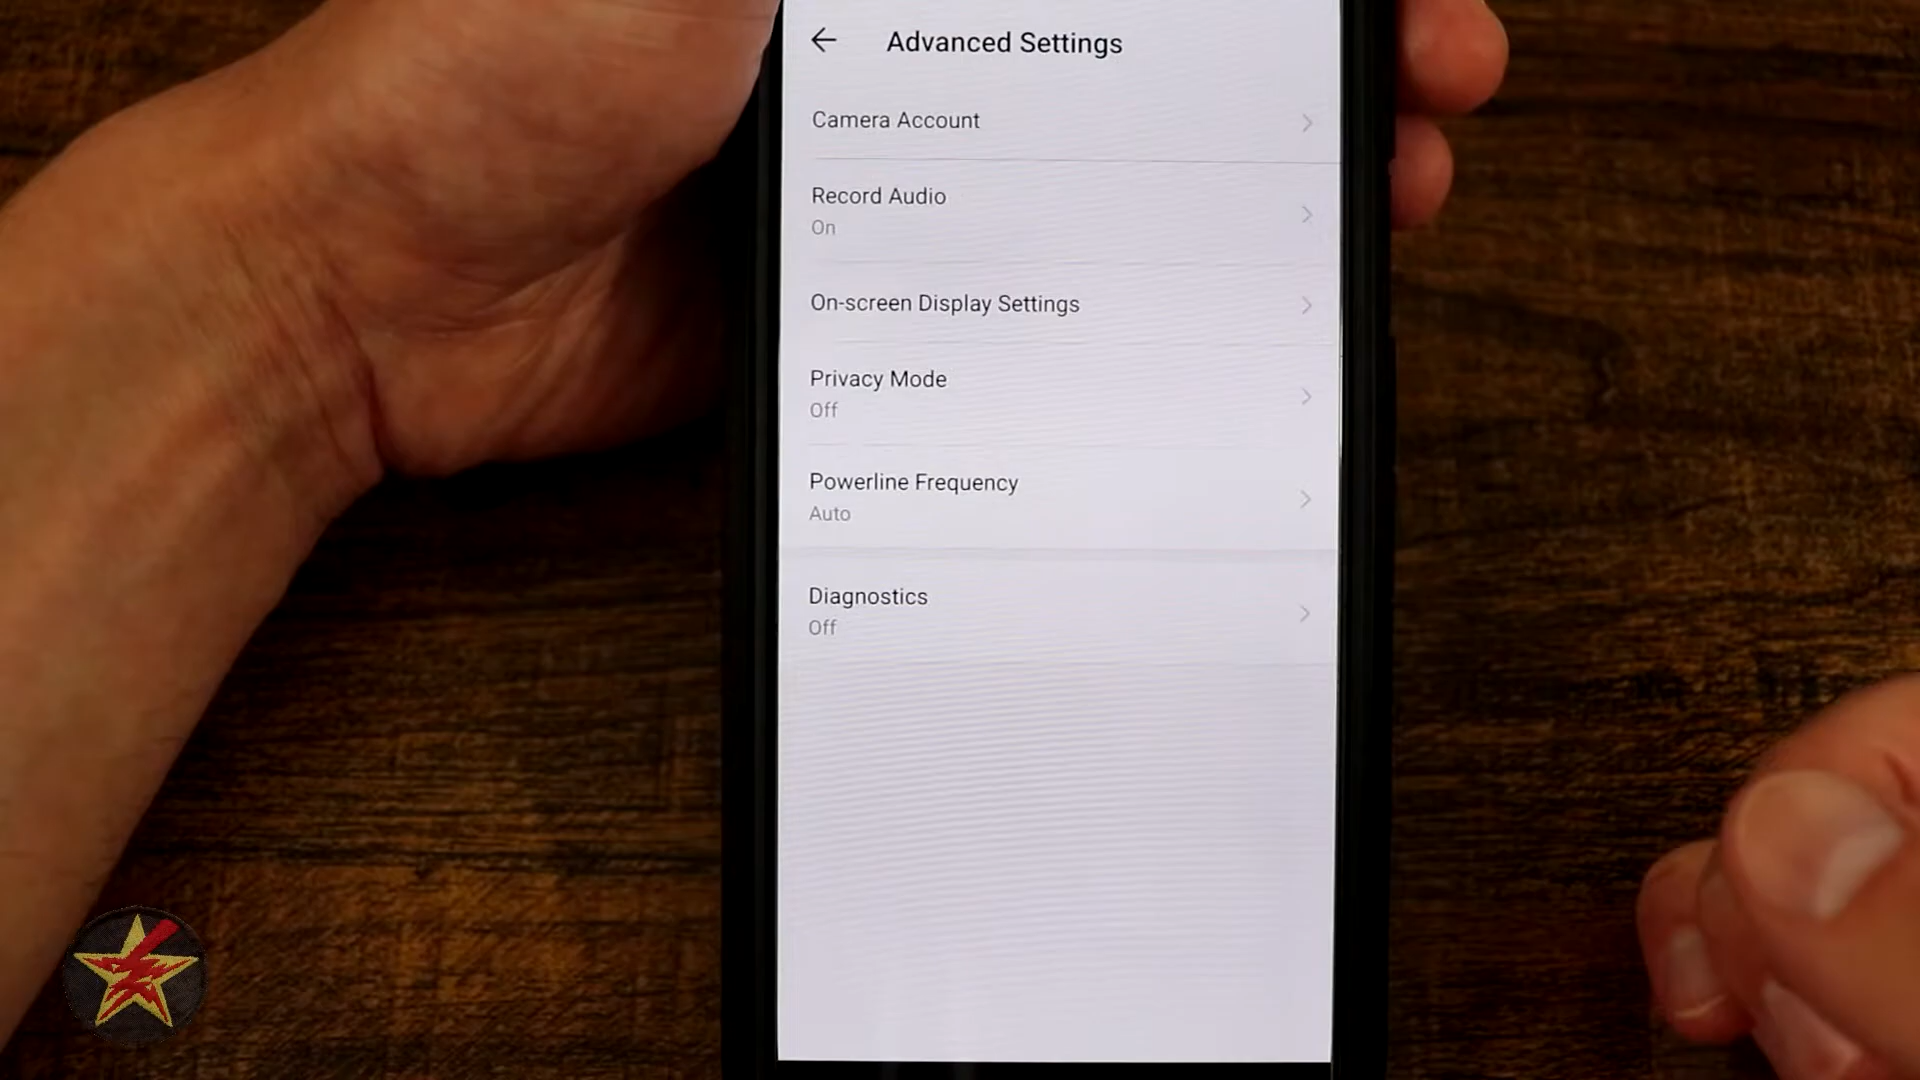 Advanced Settings
Camera Account
Record Audio
On
On-screen Display Settings
Privacy Mode
Off
Powerline Frequency
Auto
Diagnostics
Off